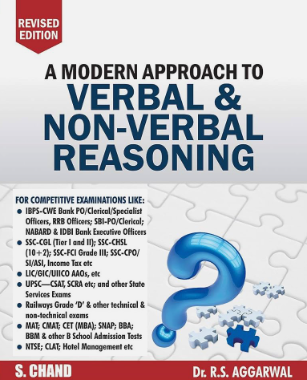 REVISED
EDITION
A MODERN APPROACH TO
VERBAL &
NON-VERBAL
REASONING
FOR COMPETITIVE EXAMINATIONS LIKE:
• IBPS-CWE Bank PO/Clerical/Specialist
Officers, RRB Officers; SBI-PO/Clerical;
NABARD & IDBI Bank Executive Officers
• SSC-CGL (Tier I and II); SSC-CHSL
(10+2); SSC-FCI Grade III; SSC-CPO/
SI/ASI, Income Tax etc
• LIC/GIC/UIICO AAOs, etc
• UPSC—CSAT, SCRA etc; and other State
Services Exams
• Railways Grade 'D' & other technical &
non-technical exams
• MAT; CMAT; CET (MBA); SNAP; BBA;
BBM & other B School Admission Tests
• NTSE; CLAT; Hotel Management etc
S. CHAND
Dr. R.S. AGGARWAL